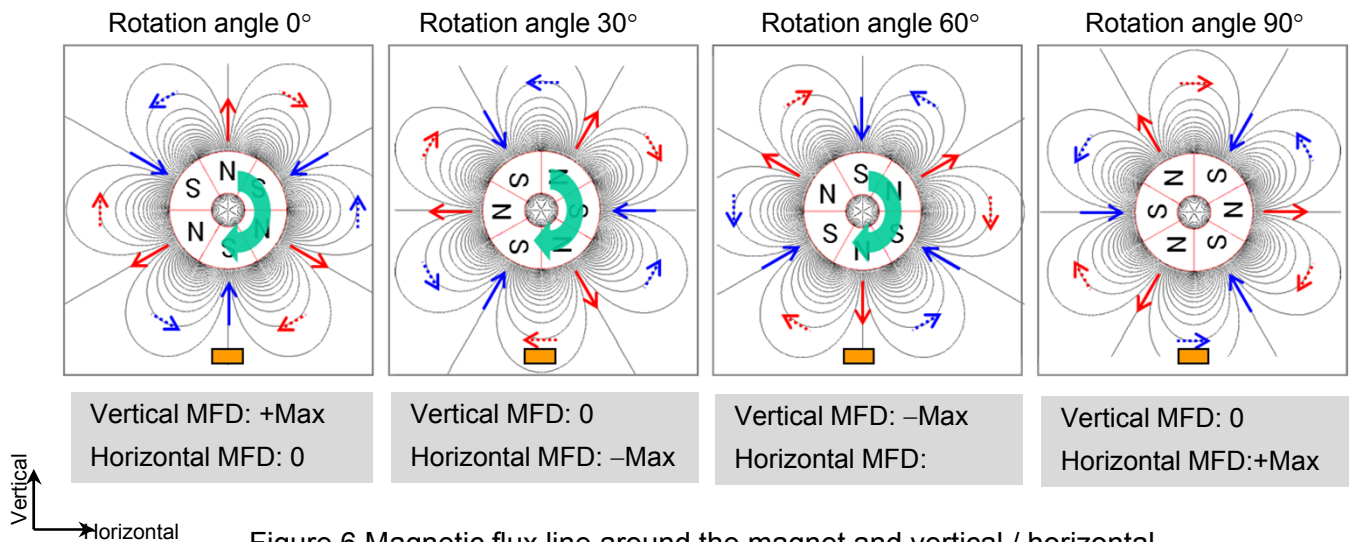 Rotation angle 0°
Rotation angle 30°
Rotation angle 60°
Rotation angle 90°
N
S
S
N
N
S
N
S
S
N
N
S
S
N
N
S
S
N
N
S
S
N
N
S
Vertical MFD: +Max
Horizontal MFD: 0
Vertical MFD: 0
Horizontal MFD: −Max
Vertical MFD: −Max
Horizontal MFD:
Vertical MFD: 0
Horizontal MFD:+Max
Vertical
Horizontal
Figure 6 Magnetic flux line around the magnet and vertical / horizontal